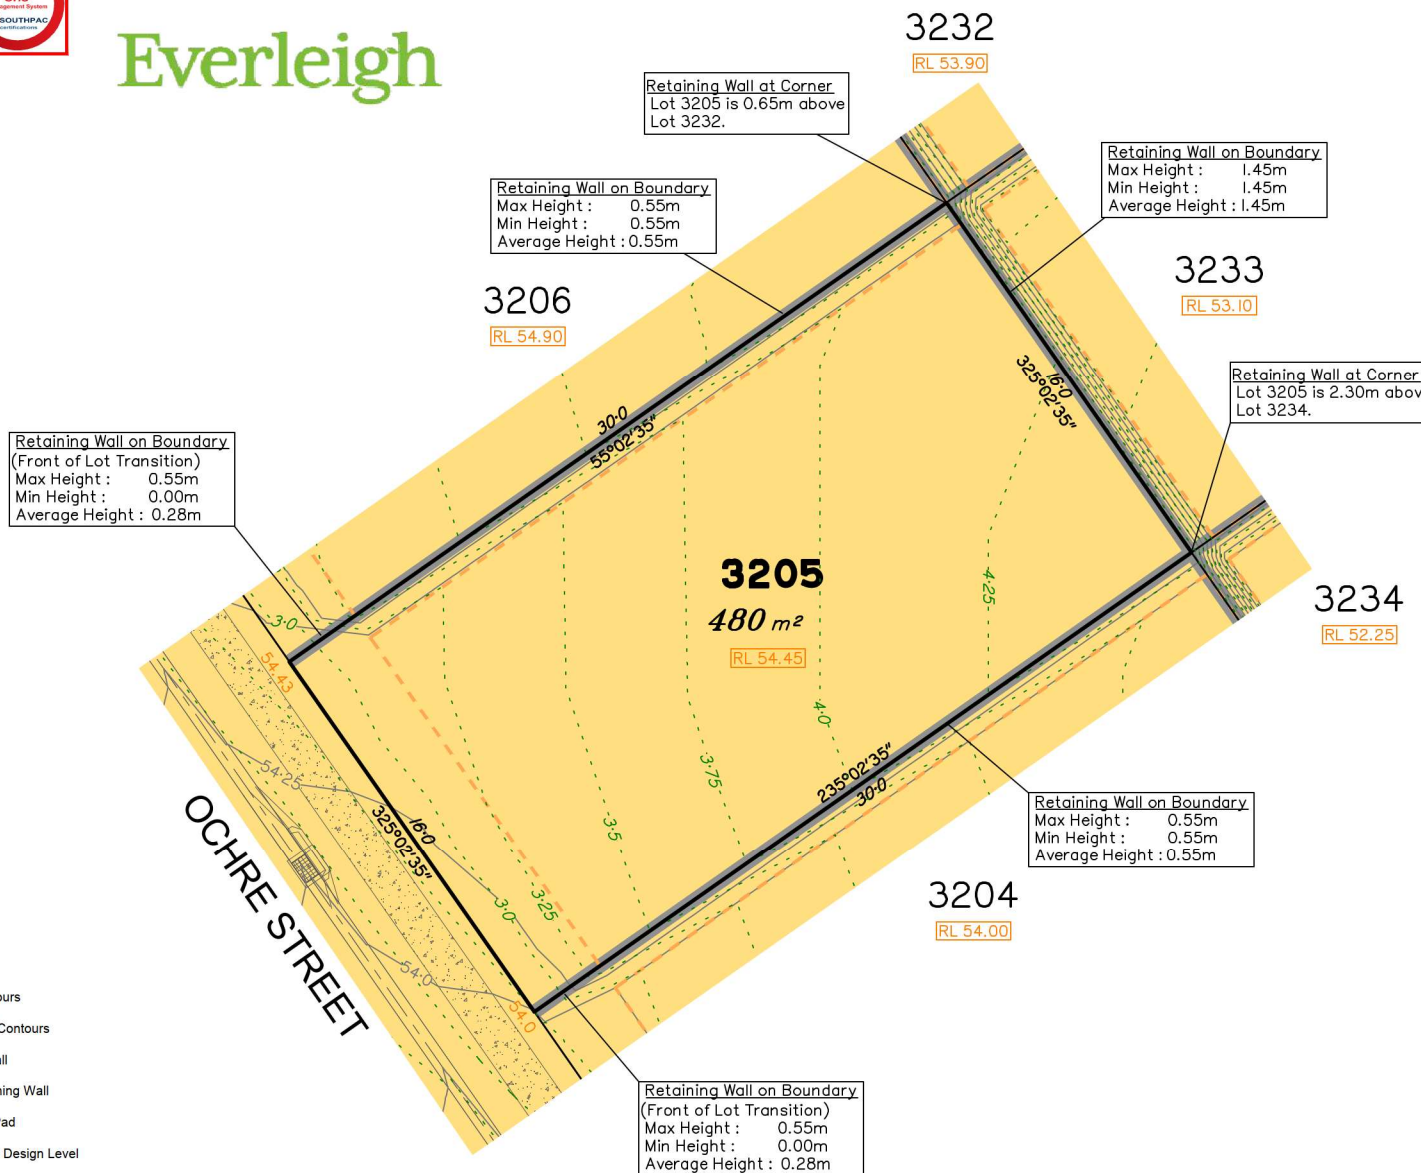 agement System
SOUTHPAC
certifications
Everleigh
3232
RL 53.90
Retaining Wall at Corner
Lot 3205 is 0.65m above
Lot 3232.
Retaining Wall on Boundary
Max Height : 1.45m
Min Height : 1.45m
Average Height : 1.45m
Retaining Wall on Boundary
Max Height : 0.55m
Min Height : 0.55m
Average Height : 0.55m
3233
RL 53.10
3206
RL 54.90
16·0
325°02'35"
Retaining Wall at Corner
Lot 3205 is 2.30m abov
Lot 3234.
30·0
55°02'35"
Retaining Wall on Boundary
(Front of Lot Transition)
Max Height : 0.55m
Min Height : 0.00m
Average Height : 0.28m
3205
480 m²
RL 54.45
4·25
3234
RL 52.25
3·0
54.43
4·0
3·75
235°02'35"
30·0
54·25
3·5
16·0
325°02'35"
OCHRE STREET
Retaining Wall on Boundary
Max Height : 0.55m
Min Height : 0.55m
Average Height : 0.55m
3·25
3·0
3204
RL 54.00
54·0
54.0
ours
Contours
all
ning Wall
Pad
Design Level
Retaining Wall on Boundary
(Front of Lot Transition)
Max Height : 0.55m
Min Height : 0.00m
Average Height : 0.28m